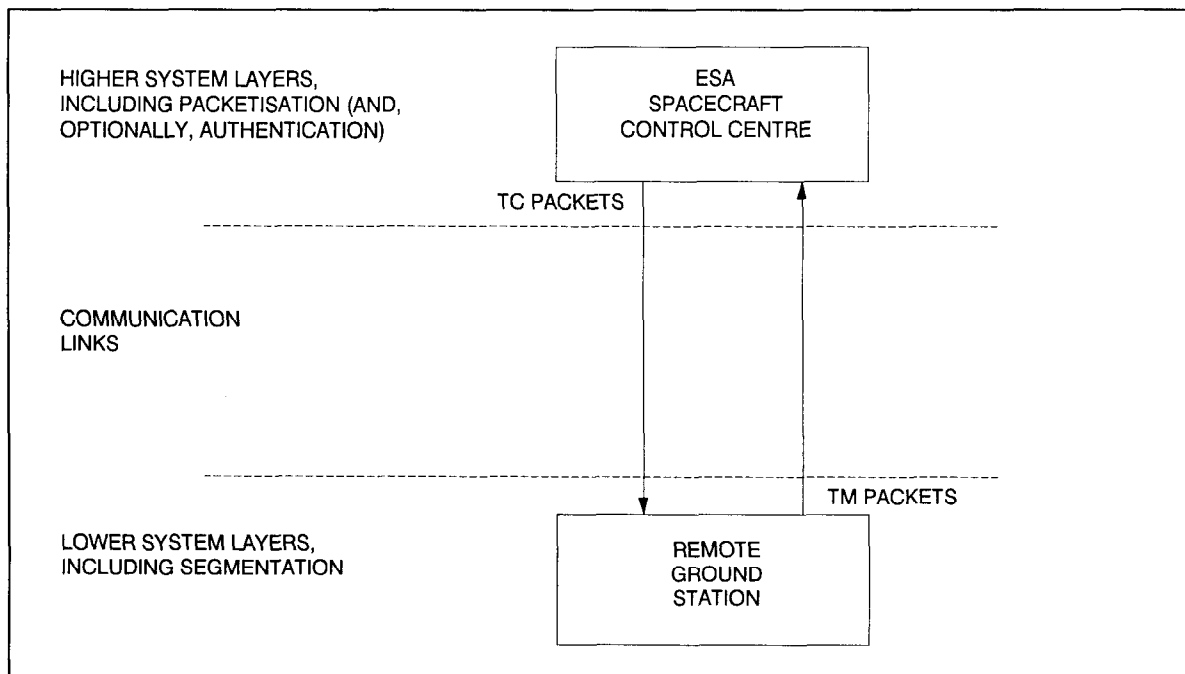 HIGHER SYSTEM LAYERS,
INCLUDING PACKETISATION (AND,
OPTIONALLY, AUTHENTICATION)
ESA
SPACECRAFT
CONTROL CENTRE
TC PACKETS
COMMUNICATION
LINKS
TM PACKETS
LOWER SYSTEM LAYERS,
INCLUDING SEGMENTATION
REMOTE
GROUND
STATION